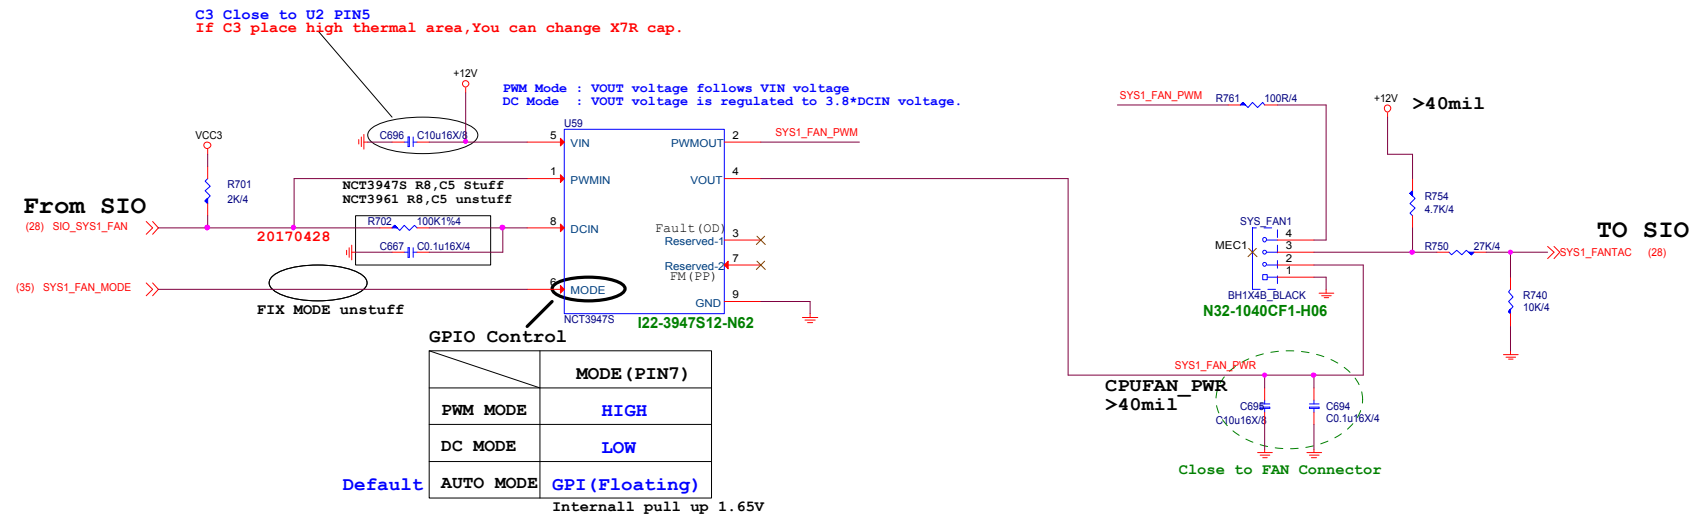 C3 Close to U2 PIN5
If C3 place high thermal area,You can change X7R cap.
+12V
PWM Mode : VOUT voltage follows VIN voltage
DC Mode : VOUT voltage is regulated to 3.8*DCIN voltage.
VCC3
C696
C10u16X/8
U59
5
VIN
PWMOUT
2
SYS1_FAN_PWM
R701
2K/4
NCT3947S R8,C5 Stuff
NCT3961 R8,C5 unstuff
1
PWMIN
VOUT
4
From SIO
(28) SIO_SYS1_FAN
20170428
R702
100K1%4
C667
C0.1u16X/4
8
DCIN
Fault(OD)
Reserved-1
3
Reserved-2
7
FM(PP)
(35) SYS1_FAN_MODE
FIX MODE unstuff
6
MODE
GND
9
NCT3947S
I22-3947S12-N62
GPIO Control
MODE(PIN7)
PWM MODE
HIGH
DC MODE
LOW
Default
AUTO MODE
GPI(Floating)
Internall pull up 1.65V
SYS1_FAN_PWM
R761
100R/4
+12V
>40mil
R754
4.7K/4
SYS_FAN1
MEC1
4
3
2
1
BH1X4B_BLACK
N32-1040CF1-H06
R750
27K/4
TO SIO
SYS1_FANTAC
(28)
R740
10K/4
SYS1_FAN_PWR
CPUFAN_PWR
>40mil
C695
C10u16X/8
C694
C0.1u16X/4
Close to FAN Connector